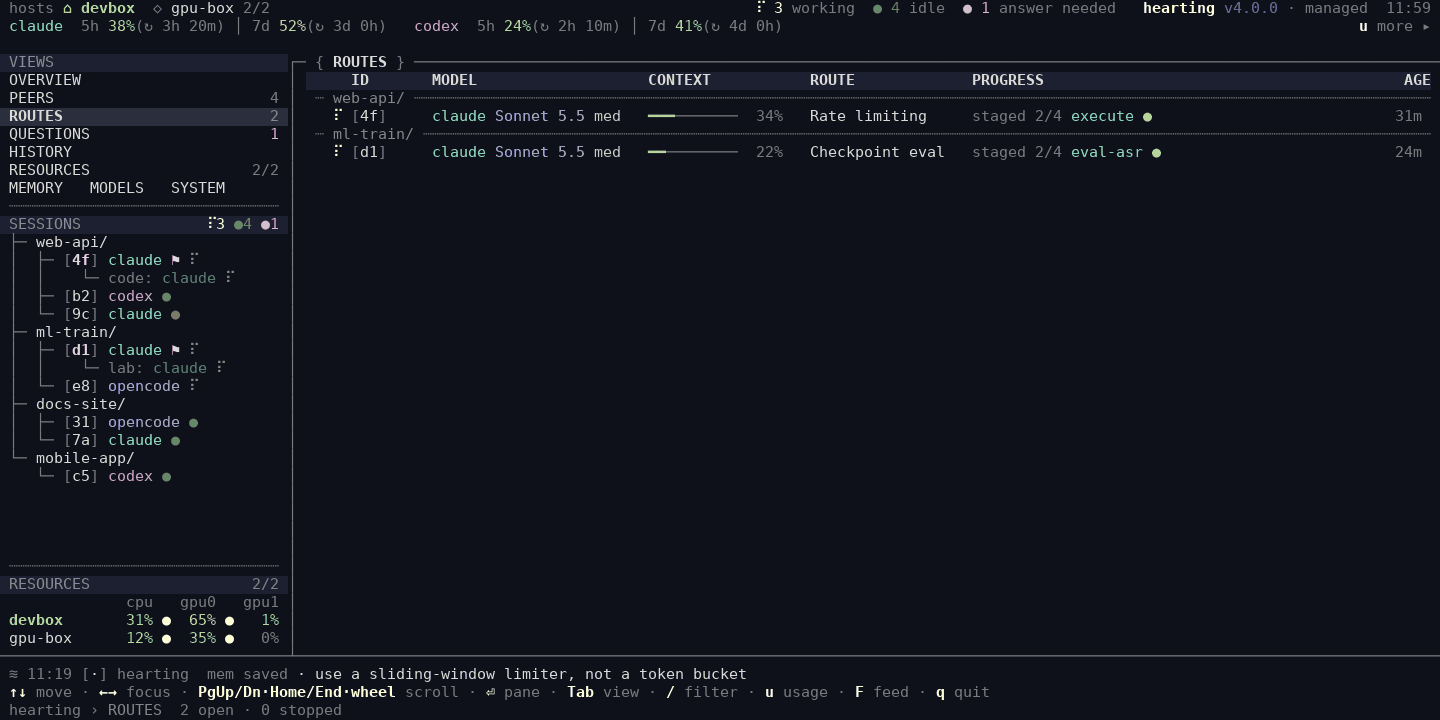 hosts ⌂ devbox ◇ gpu-box 2/2 ⠏ 3 working ● 4 idle ● 1 answer needed hearting v4.0.0 · managed 11:59
claude 5h 38%(↻ 3h 20m) │ 7d 52%(↻ 3d 0h) codex 5h 24%(↻ 2h 10m) │ 7d 41%(↻ 4d 0h) u more ▸
VIEWS
OVERVIEW
PEERS 4
ROUTES 2
QUESTIONS 1
HISTORY
RESOURCES 2/2
MEMORY MODELS SYSTEM
SESSIONS ⠏3 ●4 ●1
├─ web-api/
├─ [4f] claude ⚑ ⠏
└─ code: claude ⠏
├─ [b2] codex ●
└─ [9c] claude ●
├─ ml-train/
├─ [d1] claude ⚑ ⠏
└─ lab: claude ⠏
└─ [e8] opencode ⠏
├─ docs-site/
├─ [31] opencode ●
└─ [7a] claude ●
└─ mobile-app/
└─ [c5] codex ●
RESOURCES 2/2
cpu gpu0 gpu1
devbox 31% ● 65% ● 1%
gpu-box 12% ● 35% ● 0%
{ ROUTES }
ID MODEL CONTEXT ROUTE PROGRESS AGE
web-api/
⠏ [4f] claude Sonnet 5.5 med 34% Rate limiting staged 2/4 execute ● 31m
ml-train/
⠏ [d1] claude Sonnet 5.5 med 22% Checkpoint eval staged 2/4 eval-asr ● 24m
≋ 11:19 [·] hearting mem saved · use a sliding-window limiter, not a token bucket
↑↓ move · ←→ focus · PgUp/Dn·Home/End·wheel scroll · ⏎ pane · Tab view · / filter · u usage · F feed · q quit
hearting › ROUTES 2 open · 0 stopped